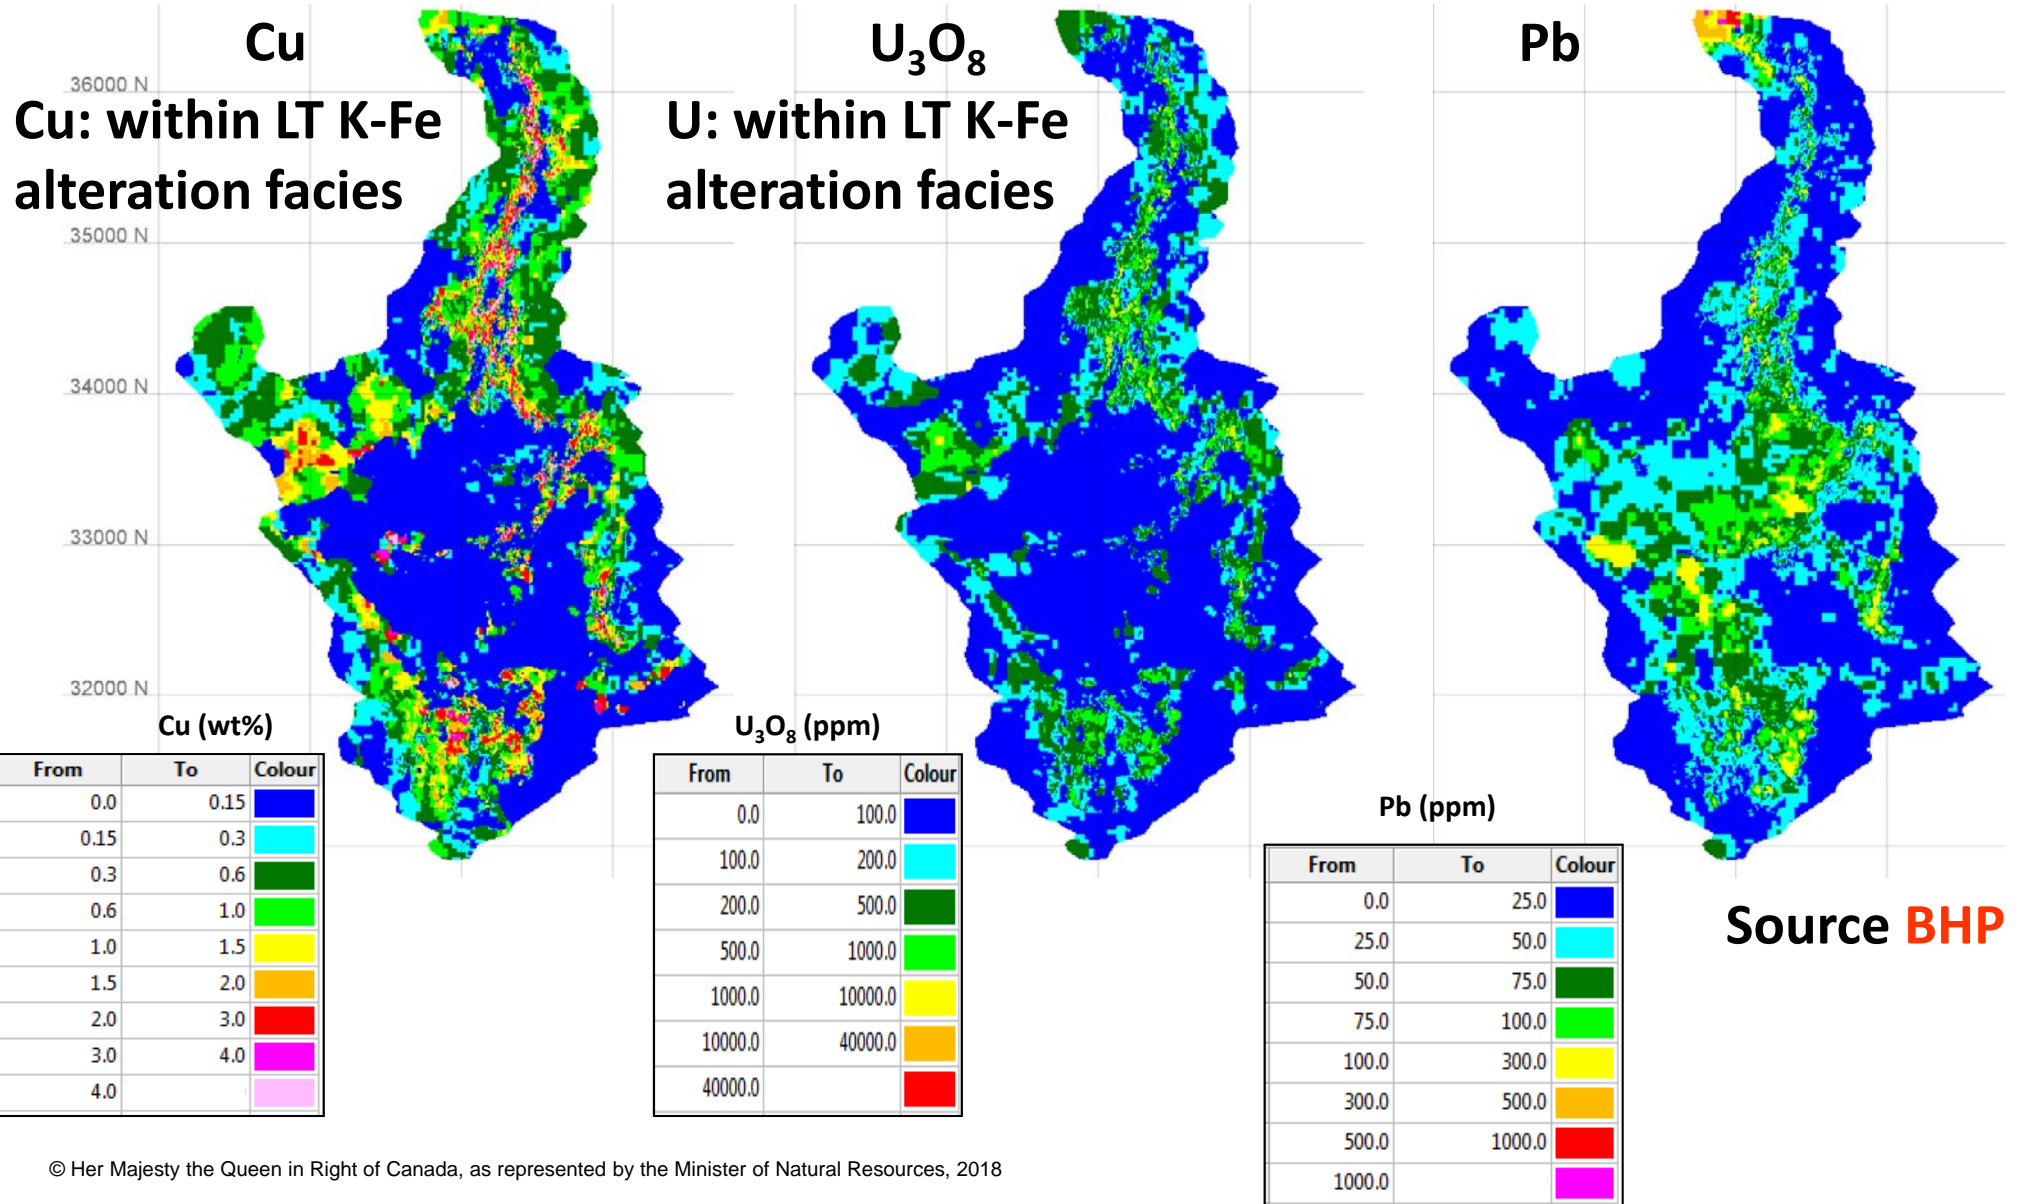 Cu
U₃O₈
Pb
36000 N
Cu: within LT K-Fe
alteration facies
U: within LT K-Fe
alteration facies
35000 N
34000 N
33000 N
32000 N
Cu (wt%)
From To Colour
0.0 0.15
0.15 0.3
0.3 0.6
0.6 1.0
1.0 1.5
1.5 2.0
2.0 3.0
3.0 4.0
4.0
U₃O₈ (ppm)
From To Colour
0.0 100.0
100.0 200.0
200.0 500.0
500.0 1000.0
1000.0 10000.0
10000.0 40000.0
40000.0
Pb (ppm)
From To Colour
0.0 25.0
25.0 50.0
50.0 75.0
75.0 100.0
100.0 300.0
300.0 500.0
500.0 1000.0
1000.0
Source BHP
© Her Majesty the Queen in Right of Canada, as represented by the Minister of Natural Resources, 2018